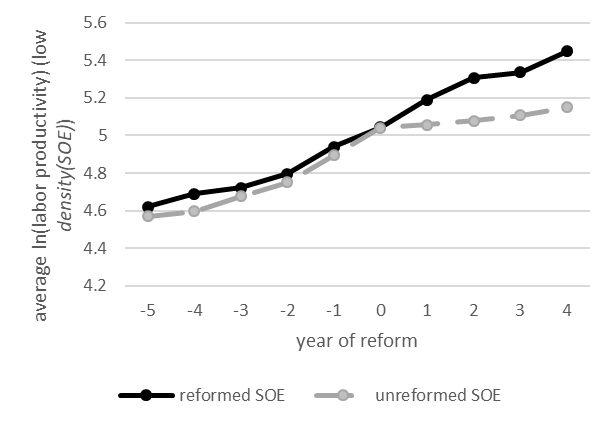 average ln(labor productivity) (low
density(SOE))
5.6
5.4
5.2
5
4.8
4.6
4.4
4.2
-5 -4 -3 -2 -1 0 1 2 3 4
year of reform
reformed SOE unreformed SOE